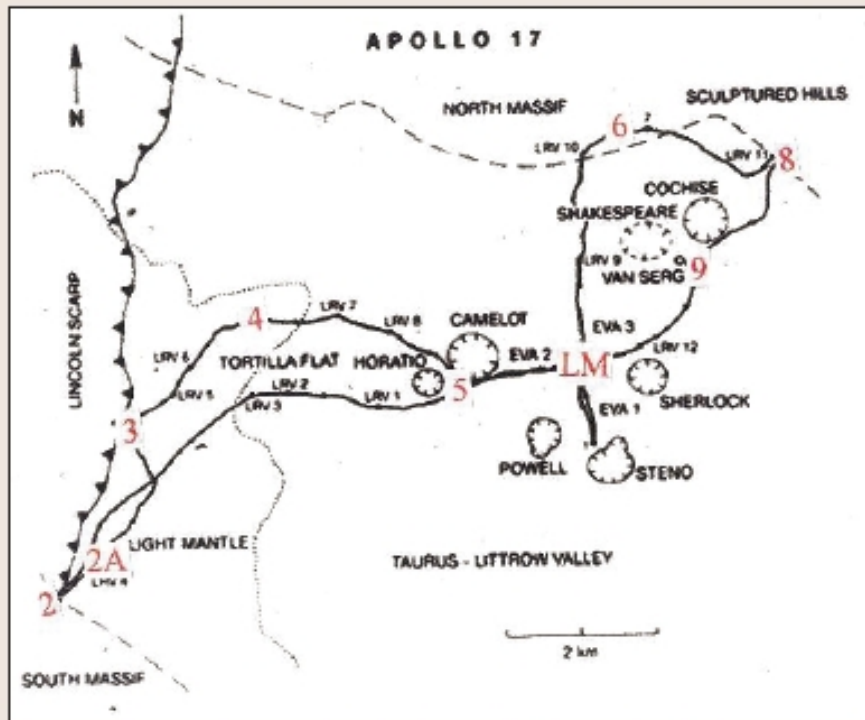 APOLLO 17
N
NORTH MASSIF
SCULPTURED HILLS
6
7
LRV 10
LRV 11
8
COCHISE
SHAKESPEARE
LRV 9
VAN SERG
9
LINCOLN SCARP
4
LRV 7
LRV 8
CAMELOT
LRV 6
TORTILLA FLAT
HORATIO
EVA 2
LM
EVA 3
LRV 12
LRV 5
LRV 2
LRV 3
LRV 1
5
SHERLOCK
3
EVA 1
1
POWELL
STENO
2A
LIGHT MANTLE
LRV 4
TAURUS - LITTROW VALLEY
2
2 km
SOUTH MASSIF